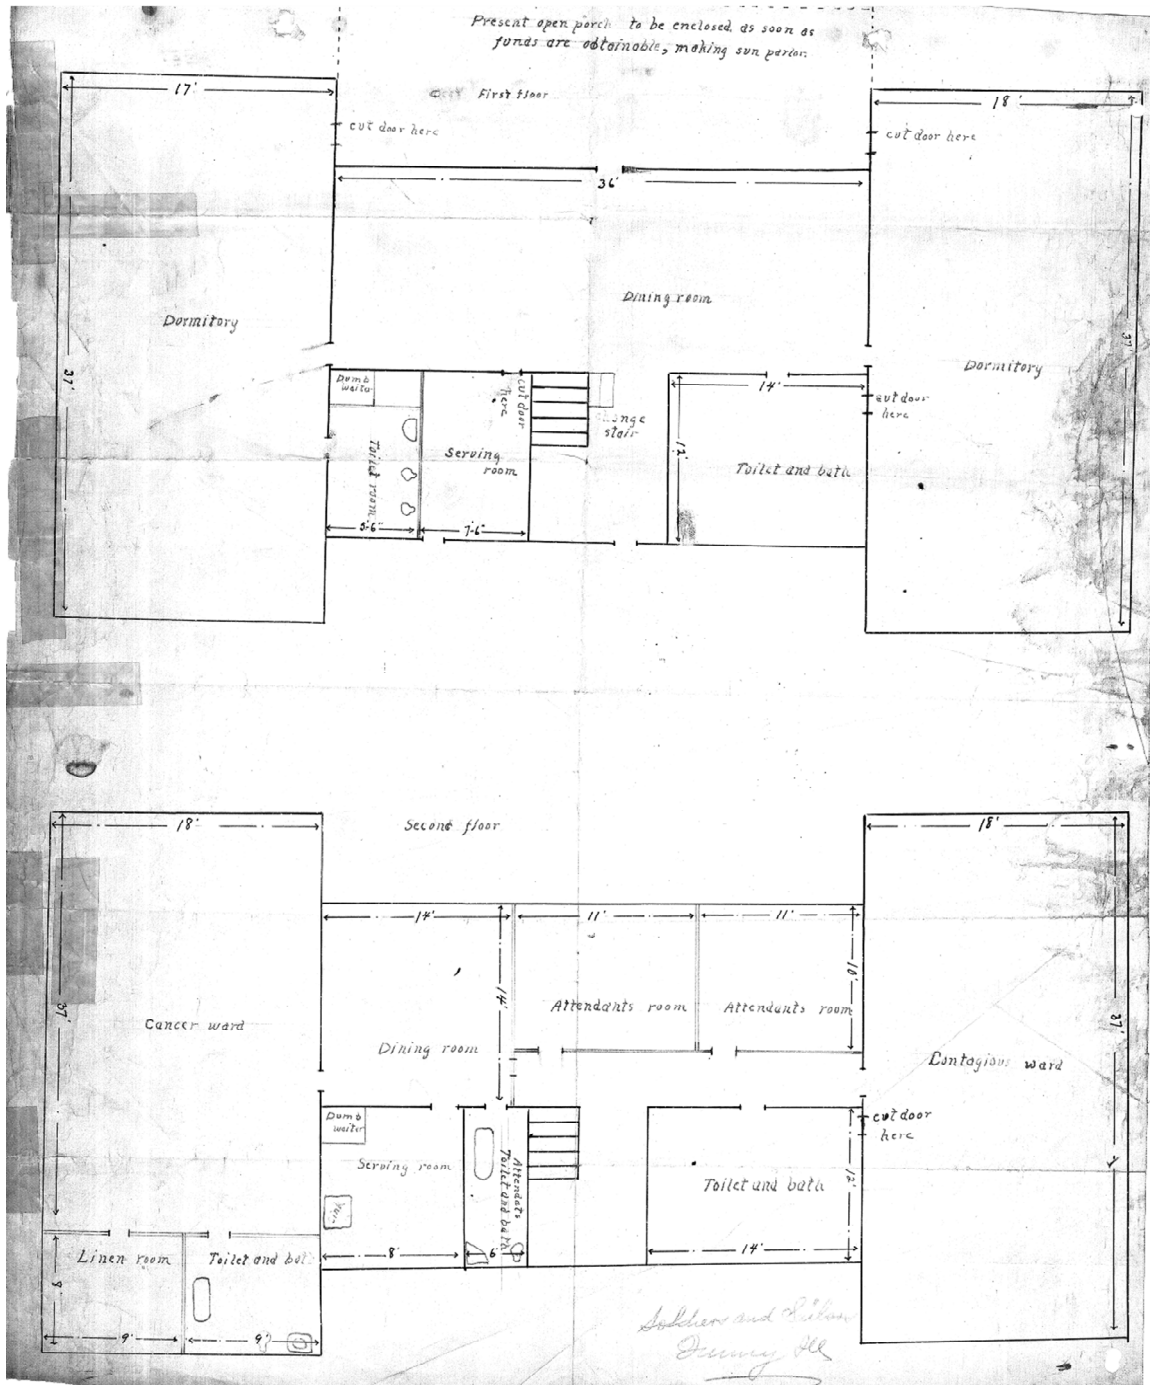 Present open porch to be enclosed as soon as
funds are obtainable, making sun parlor.
First floor
17'
18'
cut door here
cut door here
36'
Dining room
Dormitory
37'
Dormitory
37'
Dumb
waiter
cut door
here
14'
cut door
here
change
stair
Toilet room
Serving
room
12'
Toilet and bath
5'-6"
7'-6"
Second floor
18'
18'
14'
11'
11'
14'
10'
37'
37'
Cancer ward
Dining room
Attendants room
Attendants room
Contagious ward
Dumb
waiter
cut door
here
Serving room
Attendats
Toilet and bath
Toilet and bath
12'
8'
6'
14'
Linen room
Toilet and bath
9'
9'
Soldiers and
Quincy Ill